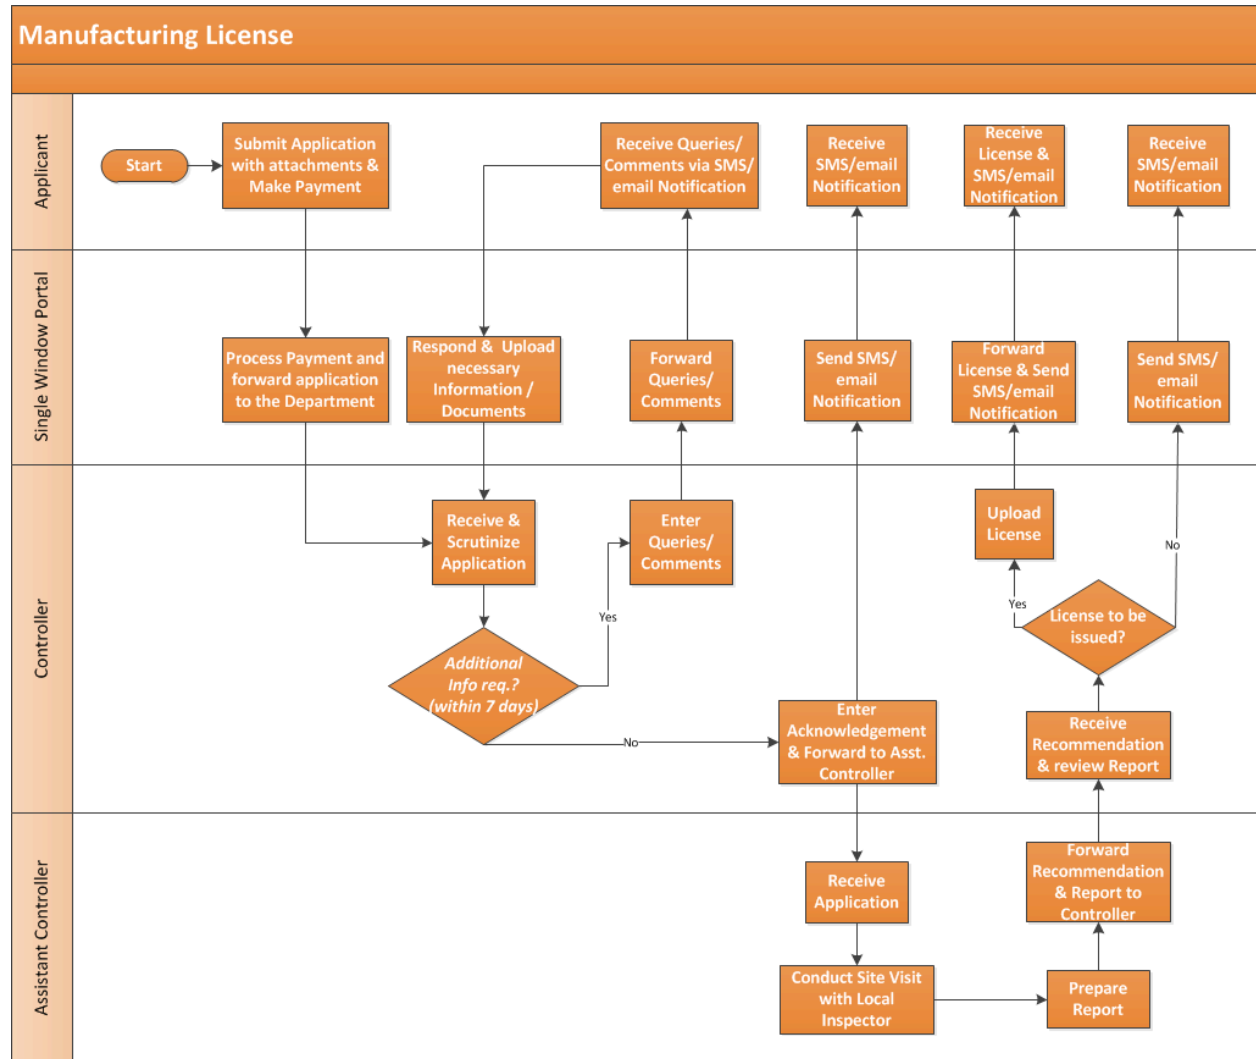 Manufacturing License
Applicant
Start
Submit Application
with attachments &
Make Payment
Receive Queries/
Comments via SMS/
email Notification
Receive
SMS/email
Notification
Receive
License &
SMS/email
Notification
Receive
SMS/email
Notification
Single Window Portal
Process Payment and
forward application
to the Department
Respond & Upload
necessary
Information /
Documents
Forward
Queries/
Comments
Send SMS/
email
Notification
Forward
License & Send
SMS/email
Notification
Send SMS/
email
Notification
Controller
Receive &
Scrutinize
Application
Enter
Queries/
Comments
Upload
License
No
Yes
Yes
License to be
issued?
Additional
Info req.?
(within 7 days)
No
Enter
Acknowledgement
& Forward to Asst.
Controller
Receive
Recommendation
& review Report
Assistant Controller
Receive
Application
Forward
Recommendation
& Report to
Controller
Conduct Site Visit
with Local
Inspector
Prepare
Report